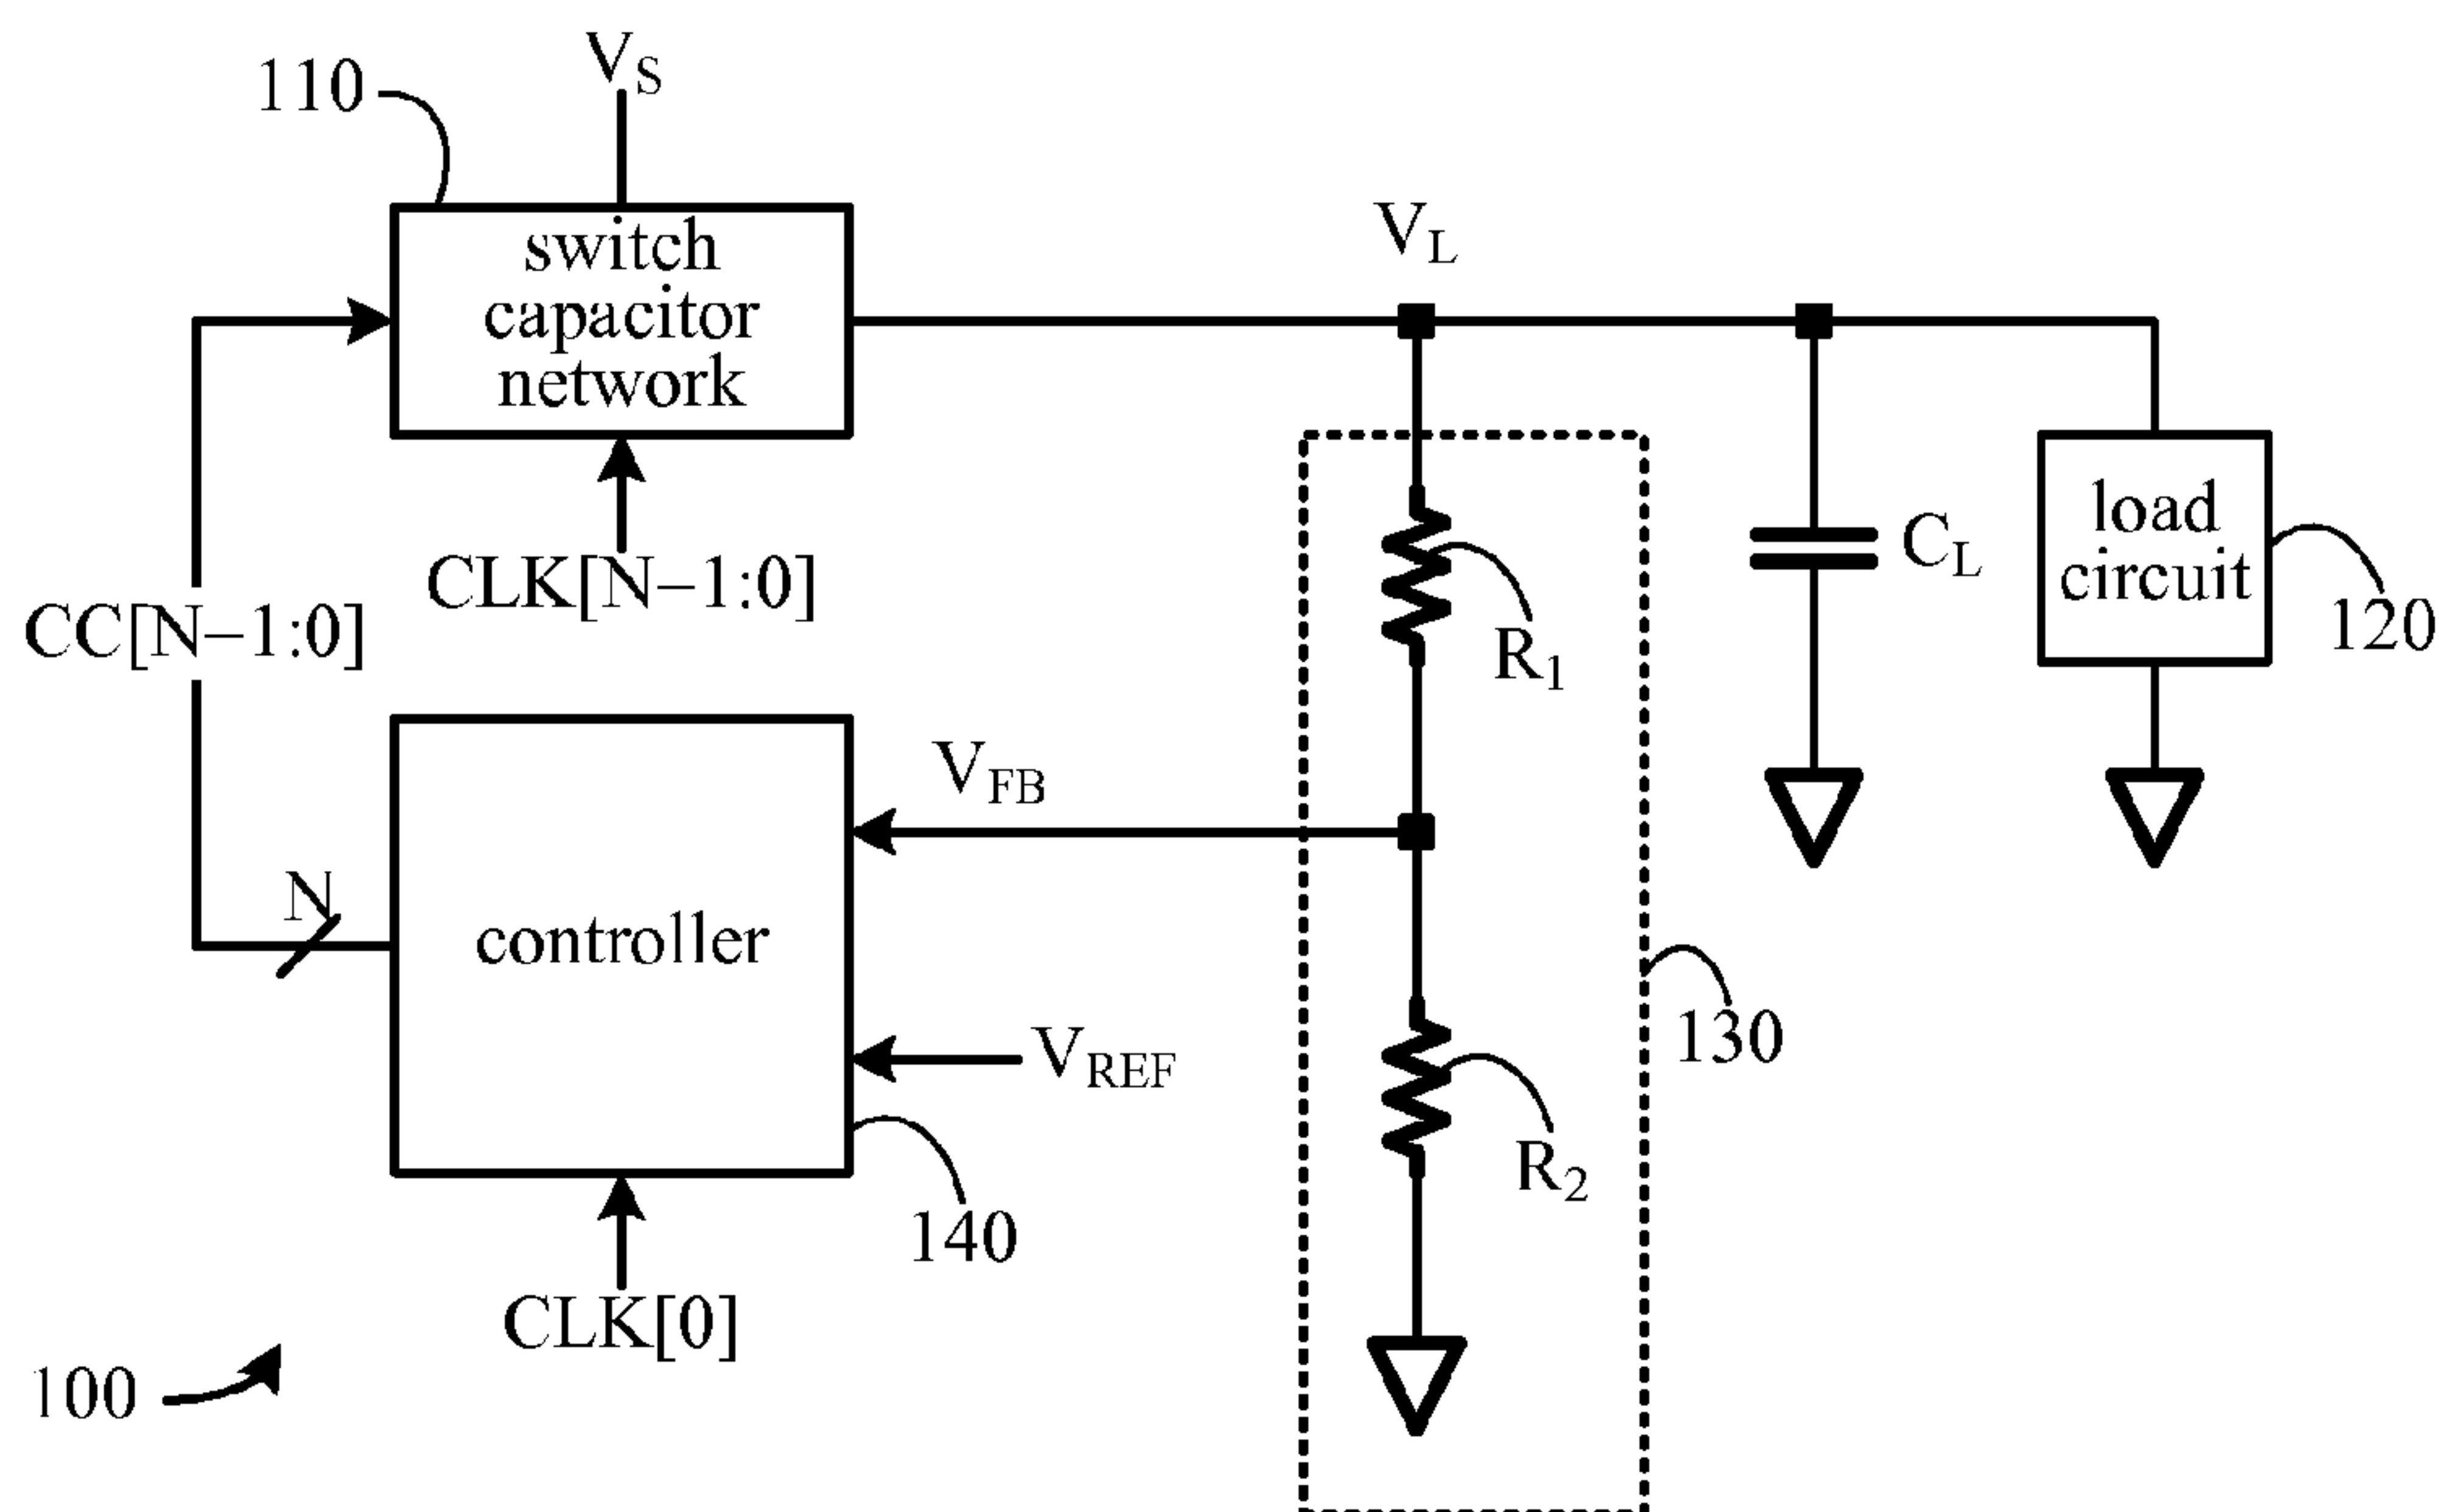 V_S
110
switch
capacitor
network
V_L
CLK[N−1:0]
CC[N−1:0]
R_1
C_L
load
circuit
120
V_FB
N
controller
V_REF
130
140
R_2
CLK[0]
100